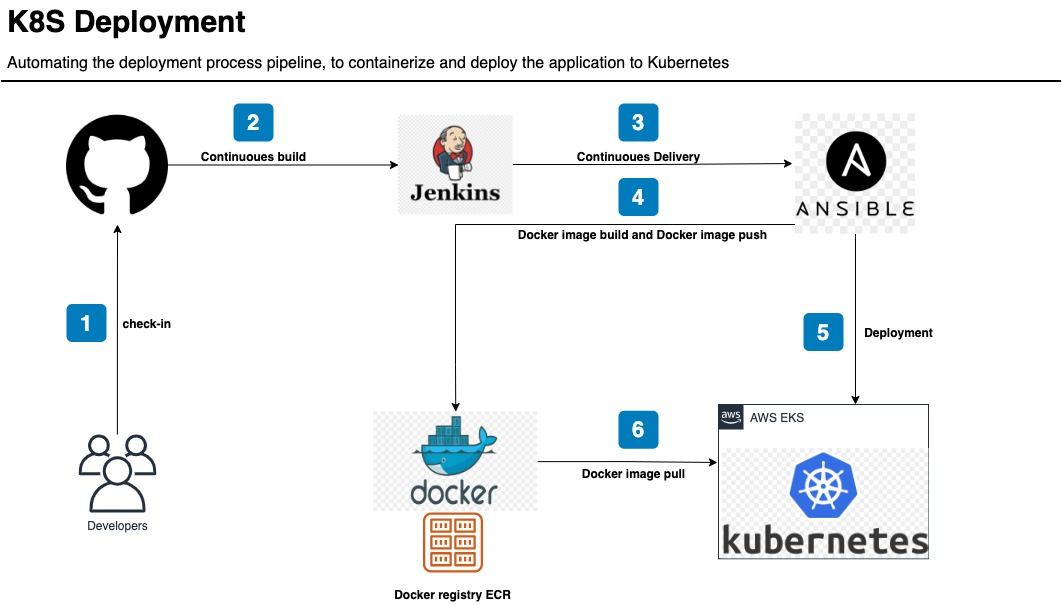 K8S Deployment
Automating the deployment process pipeline, to containerize and deploy the application to Kubernetes
2
Continuoues build
Jenkins
3
Continuoues Delivery
4
Docker image build and Docker image push
ANSIBLE
1
check-in
5
Deployment
Developers
docker
Docker registry ECR
6
Docker image pull
aws
AWS EKS
kubernetes